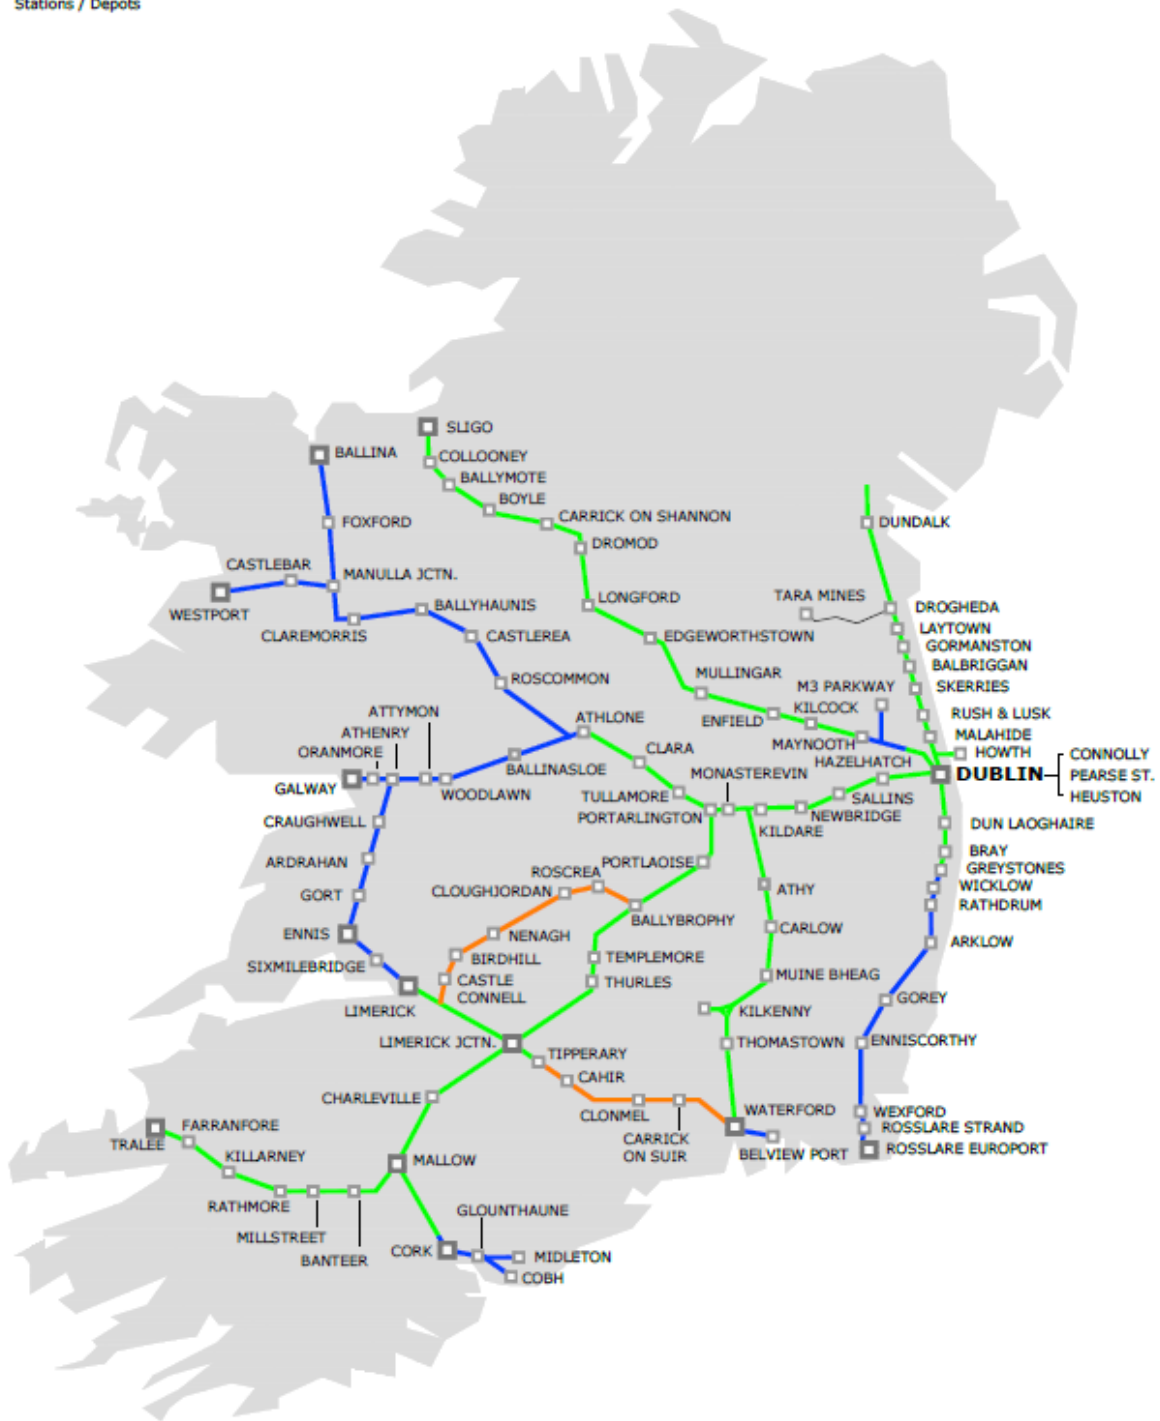 Stations / Depots
SLIGO
BALLINA
COLLOONEY
BALLYMOTE
BOYLE
CARRICK ON SHANNON
FOXFORD
DUNDALK
DROMOD
CASTLEBAR
MANULLA JCTN.
LONGFORD
TARA MINES
WESTPORT
BALLYHAUNIS
DROGHEDA
CLAREMORRIS
CASTLEREA
EDGEWORTHSTOWN
LAYTOWN
GORMANSTON
BALBRIGGAN
ROSCOMMON
MULLINGAR
M3 PARKWAY
SKERRIES
ATTYMON
ATHLONE
ENFIELD
KILCOCK
RUSH & LUSK
ATHENRY
MALAHIDE
ORANMORE
CLARA
MAYNOOTH
HOWTH
CONNOLLY
BALLINASLOE
HAZELHATCH
GALWAY
WOODLAWN
MONASTEREVIN
DUBLIN
PEARSE ST.
TULLAMORE
SALLINS
HEUSTON
CRAUGHWELL
PORTARLINGTON
NEWBRIDGE
DUN LAOGHAIRE
KILDARE
ARDRAHAN
PORTLAOISE
BRAY
ROSCREA
GREYSTONES
GORT
CLOUGHJORDAN
ATHY
WICKLOW
RATHDRUM
ENNIS
NENAGH
BALLYBROPHY
CARLOW
ARKLOW
BIRDHILL
TEMPLEMORE
SIXMILEBRIDGE
CASTLE
CONNELL
THURLES
MUINE BHEAG
GOREY
LIMERICK
KILKENNY
LIMERICK JCTN.
THOMASTOWN
ENNISCORTHY
TIPPERARY
CAHIR
CHARLEVILLE
CLONMEL
WATERFORD
WEXFORD
FARRANFORE
ROSSLARE STRAND
TRALEE
CARRICK
ON SUIR
BELVIEW PORT
ROSSLARE EUROPORT
KILLARNEY
MALLOW
RATHMORE
GLOUNTHAUNE
MILLSTREET
CORK
BANTEER
MIDLETON
COBH